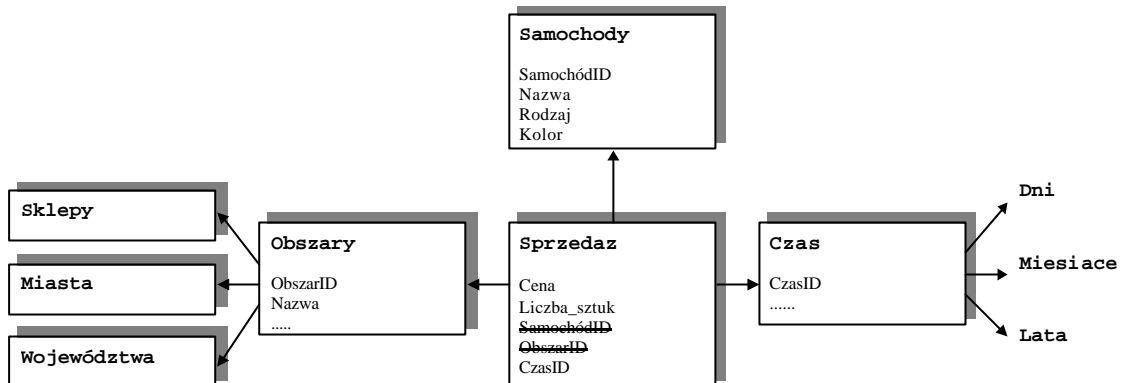 Samochody
SamochódID
Nazwa
Rodzaj
Kolor
Sklepy
Miasta
Województwa
Obszary
ObszarID
Nazwa
.....
Sprzedaz
Cena
Liczba_sztuk
SamochódID
ObszarID
CzasID
Czas
CzasID
......
Dni
Miesiace
Lata